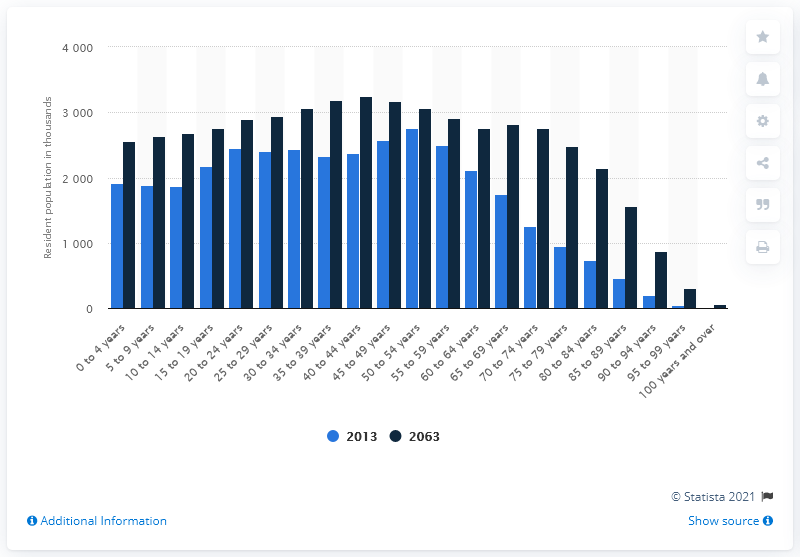 4 000
3 000
2 000
1 000
0
Resident population in thousands
0 to 4 years
5 to 9 years
10 to 14 years
15 to 19 years
20 to 24 years
25 to 29 years
30 to 34 years
35 to 39 years
40 to 44 years
45 to 49 years
50 to 54 years
55 to 59 years
60 to 64 years
65 to 69 years
70 to 74 years
75 to 79 years
80 to 84 years
85 to 89 years
90 to 94 years
95 to 99 years
100 years and over
2013 2063
© Statista 2021
Additional Information Show source